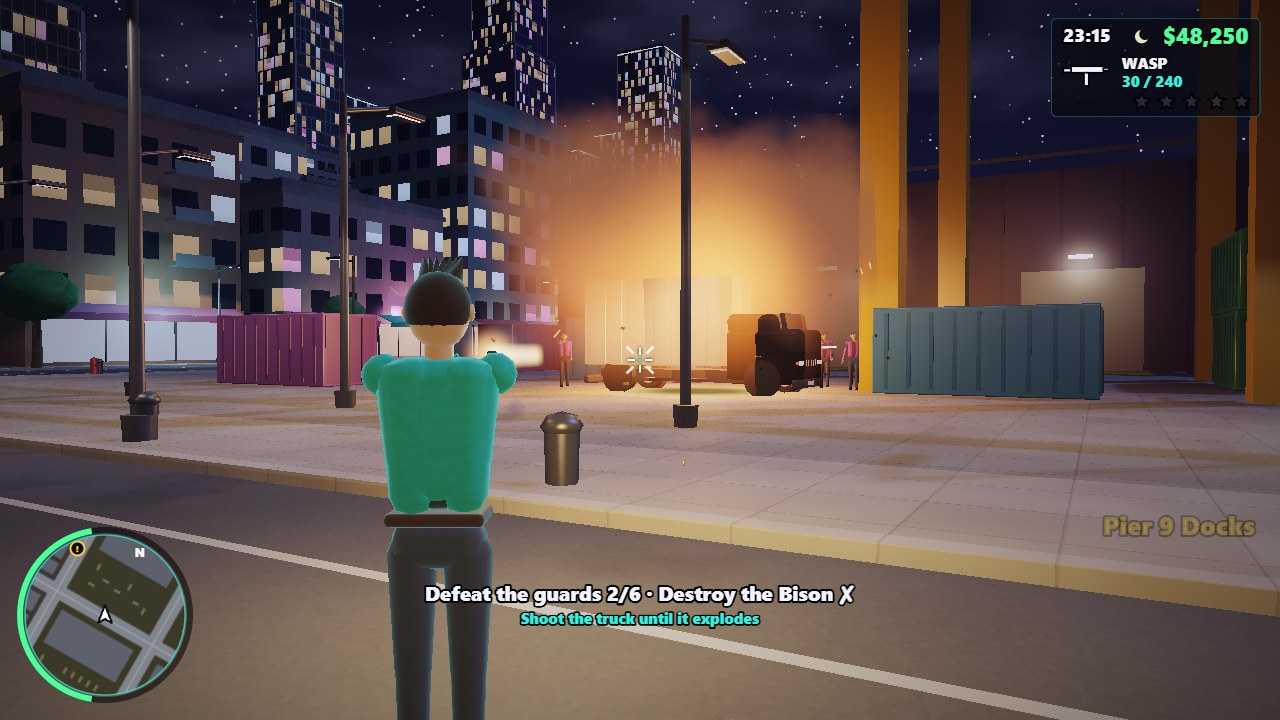 23:15 $48,250
WASP
30 / 240
Pier 9 Docks
N
Defeat the guards 2/6 · Destroy the Bison ✗
Shoot the truck until it explodes